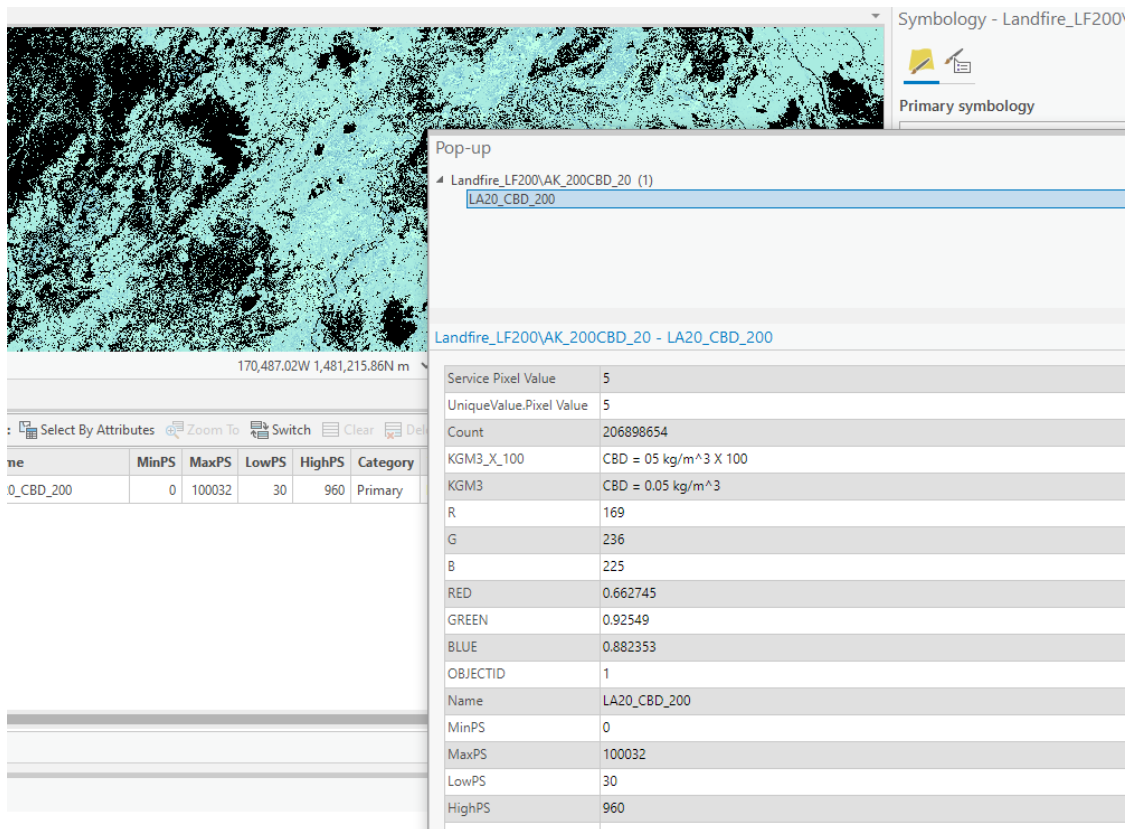 Symbology - Landfire_LF200\
Primary symbology
Pop-up
Landfire_LF200\AK_200CBD_20 (1)
LA20_CBD_200
Landfire_LF200\AK_200CBD_20 - LA20_CBD_200
Service Pixel Value 5
UniqueValue.Pixel Value 5
Count 206898654
KGM3_X_100 CBD = 05 kg/m^3 X 100
KGM3 CBD = 0.05 kg/m^3
R 169
G 236
B 225
RED 0.662745
GREEN 0.92549
BLUE 0.882353
OBJECTID 1
Name LA20_CBD_200
MinPS 0
MaxPS 100032
LowPS 30
HighPS 960
170,487.02W 1,481,215.86N m
: Select By Attributes Zoom To Switch Clear Del
me MinPS MaxPS LowPS HighPS Category
20_CBD_200 0 100032 30 960 Primary